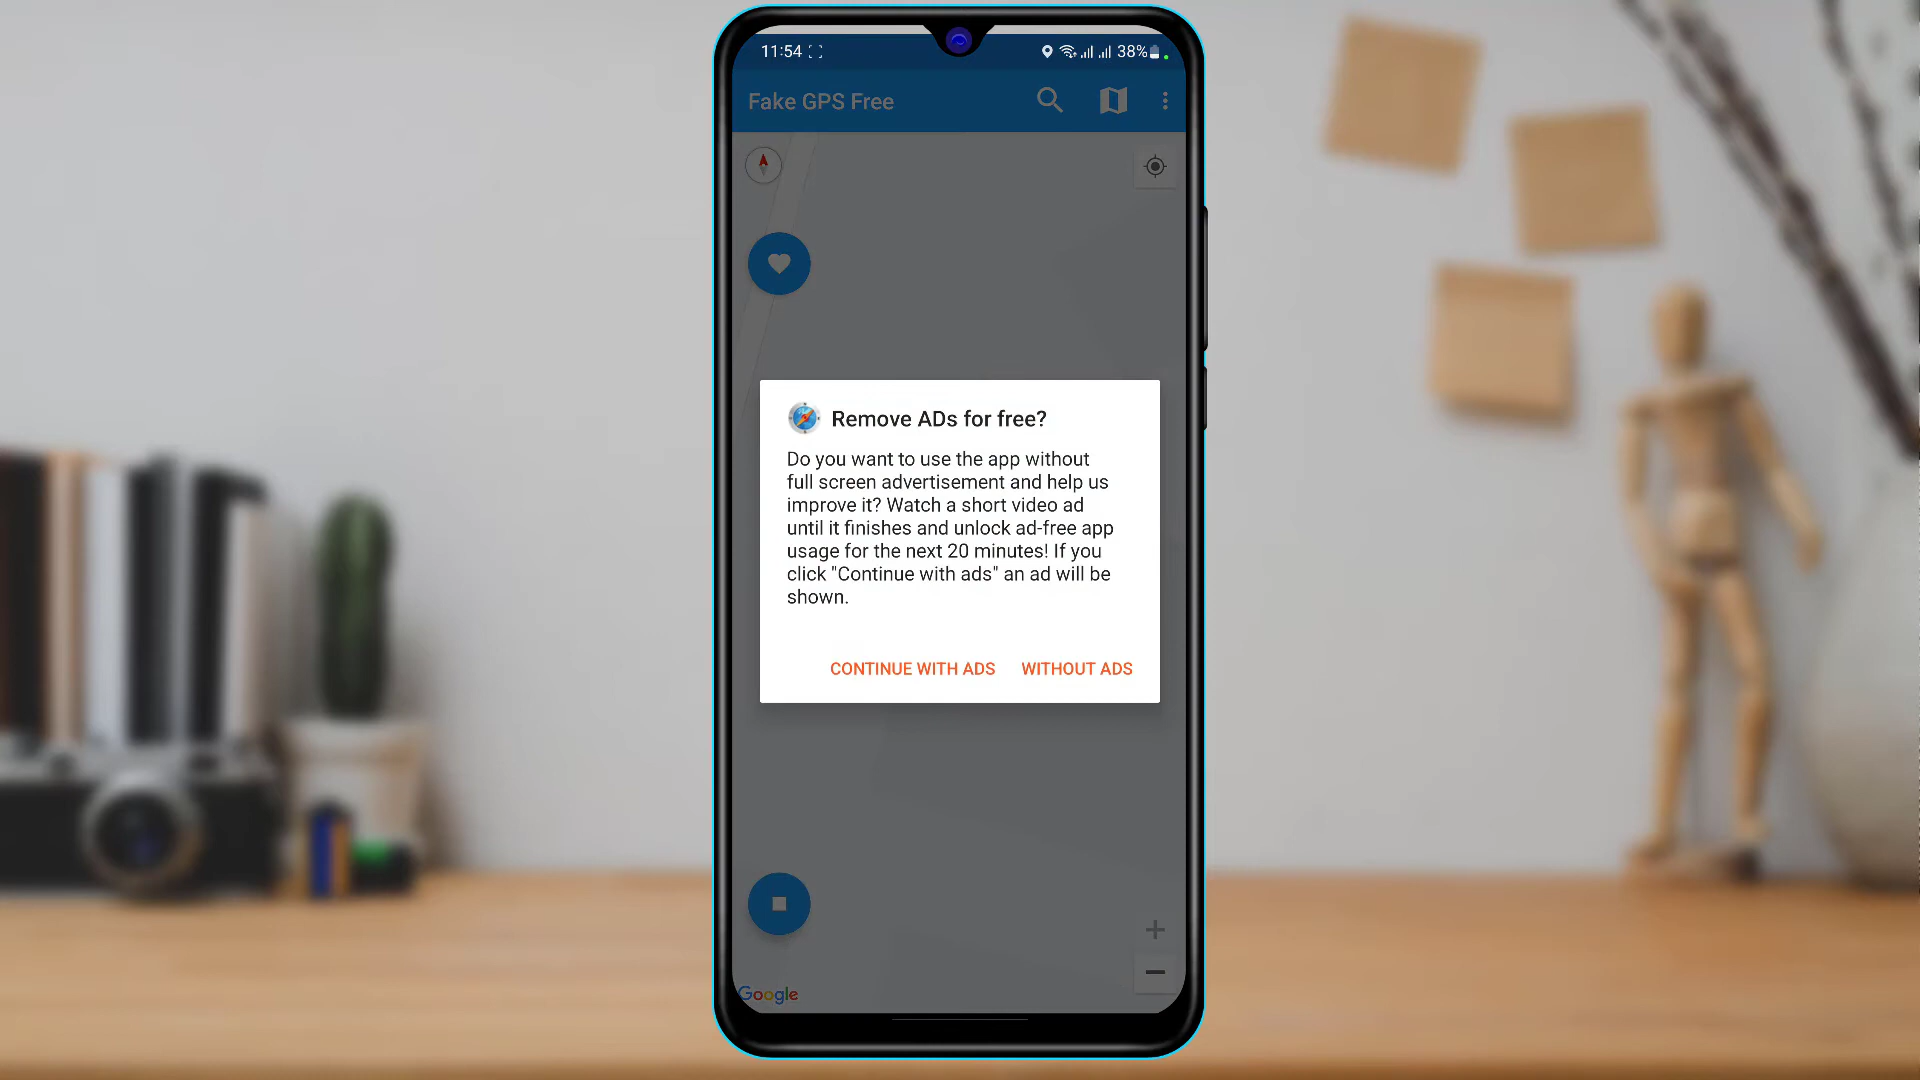 11:54 38%
Fake GPS Free
Remove ADs for free?
Do you want to use the app without
full screen advertisement and help us
improve it? Watch a short video ad
until it finishes and unlock ad-free app
usage for the next 20 minutes! If you
click "Continue with ads" an ad will be
shown.
CONTINUE WITH ADS WITHOUT ADS
Google